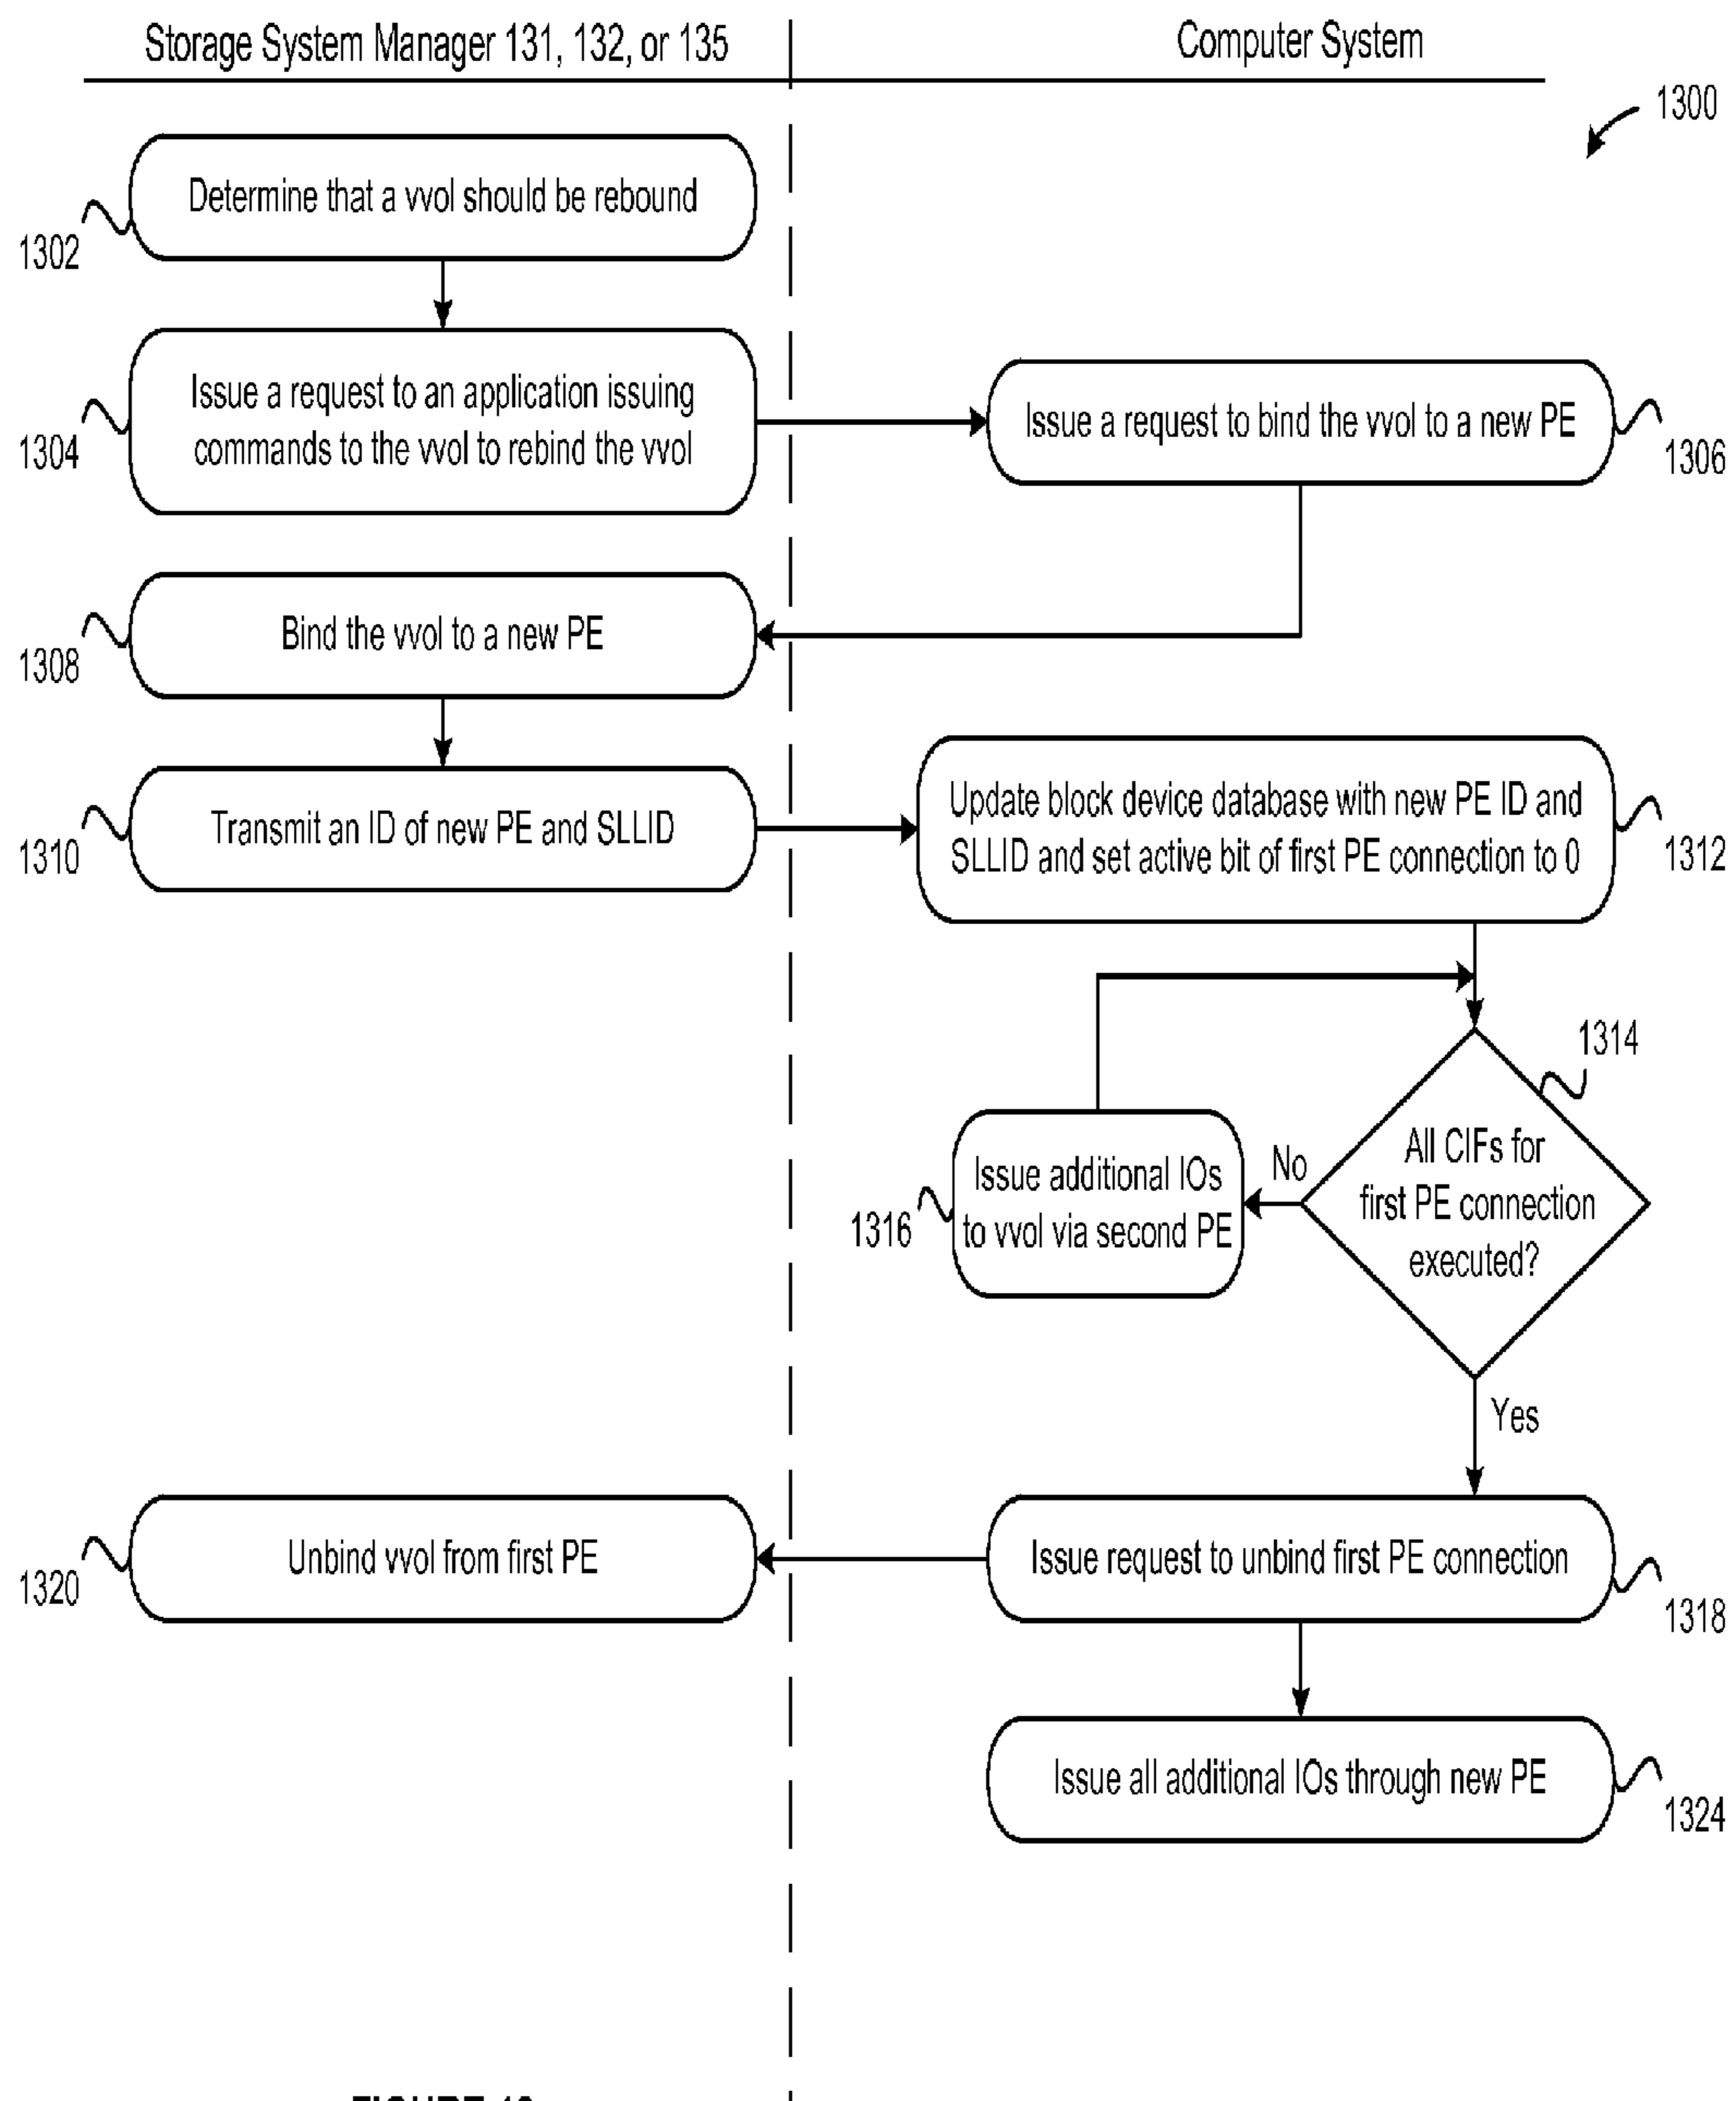 Storage System Manager 131, 132, or 135
Computer System
1300
Determine that a vvol should be rebound
1302
Issue a request to an application issuing
commands to the vvol to rebind the vvol
1304
Issue a request to bind the vvol to a new PE
1306
Bind the vvol to a new PE
1308
Transmit an ID of new PE and SLLID
1310
Update block device database with new PE ID and
SLLID and set active bit of first PE connection to 0
1312
1314
All CIFs for
first PE connection
executed?
No
Issue additional IOs
to vvol via second PE
1316
Yes
Issue request to unbind first PE connection
1318
Unbind vvol from first PE
1320
Issue all additional IOs through new PE
1324